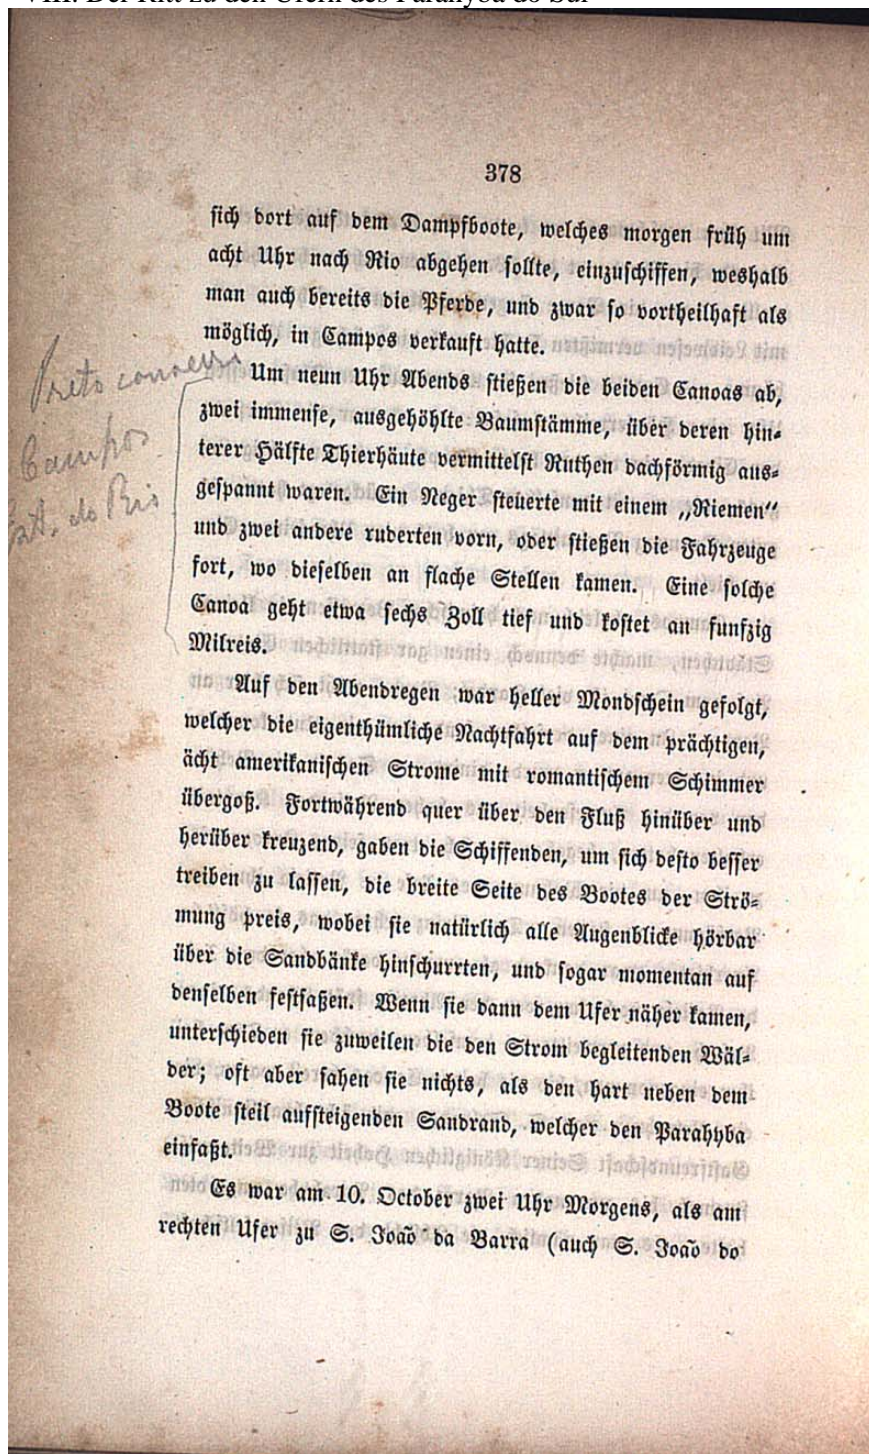 VIII. Der Ritt zu den Ufern des Parahyba do Sul
378
sich dort auf dem Dampfboote, welches morgen früh um
acht Uhr nach Rio abgehen sollte, einzuschiffen, weshalb
man auch bereits die Pferde, und zwar so vortheilhaft als
möglich, in Campos verkauft hatte.
Um neun Uhr Abends stießen die beiden Canoas ab,
zwei immense, ausgehöhlte Baumstämme, über deren hin-
terer Hälfte Thierhäute vermittelst Ruthen dachförmig aus-
gespannt waren. Ein Neger steuerte mit einem „Riemen“
und zwei andere ruderten vorn, oder stießen die Fahrzeuge
fort, wo dieselben an flache Stellen kamen. Eine solche
Canoa geht etwa sechs Zoll tief und kostet an funfzig
Milreis.
Auf den Abendregen war heller Mondschein gefolgt,
welcher die eigenthümliche Nachtfahrt auf dem prächtigen,
ächt amerikanischen Strome mit romantischem Schimmer
übergoß. Fortwährend quer über den Fluß hinüber und
herüber kreuzend, gaben die Schiffenden, um sich desto besser
treiben zu lassen, die breite Seite des Bootes der Strö-
mung preis, wobei sie natürlich alle Augenblicke hörbar
über die Sandbänke hinschurrten, und sogar momentan auf
denselben festsaßen. Wenn sie dann dem Ufer näher kamen,
unterschieden sie zuweilen die den Strom begleitenden Wäl-
der; oft aber sahen sie nichts, als den hart neben dem
Boote steil aufsteigenden Sandrand, welcher den Parahyba
einfaßt.
Es war am 10. October zwei Uhr Morgens, als am
rechten Ufer zu S. Joaõ da Barra (auch S. Joaõ do
Preto
Campos
do Rio